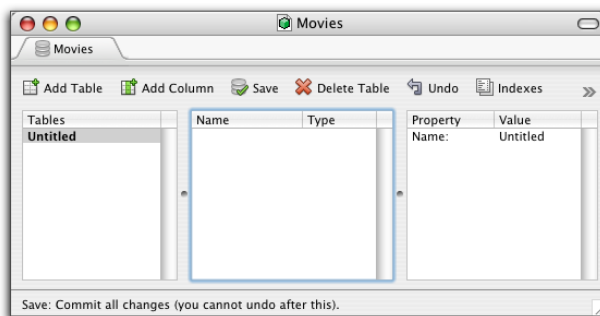 Movies
Movies
Add Table Add Column Save Delete Table Undo Indexes »
Tables Name Type Property Value
Untitled Name: Untitled
Save: Commit all changes (you cannot undo after this).